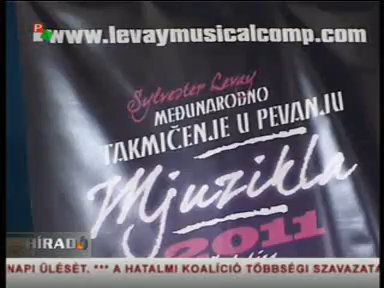 www.levaymusicalcomp.com
Sylvester Levay
MEĐUNARODNO
TAKMIČENJE U PEVANJU
Mjuzikla
2011
HÍRADÓ
NAPI ÜLÉSÉT. *** A HATALMI KOALÍCIÓ TÖBBSÉGI SZAVAZATA